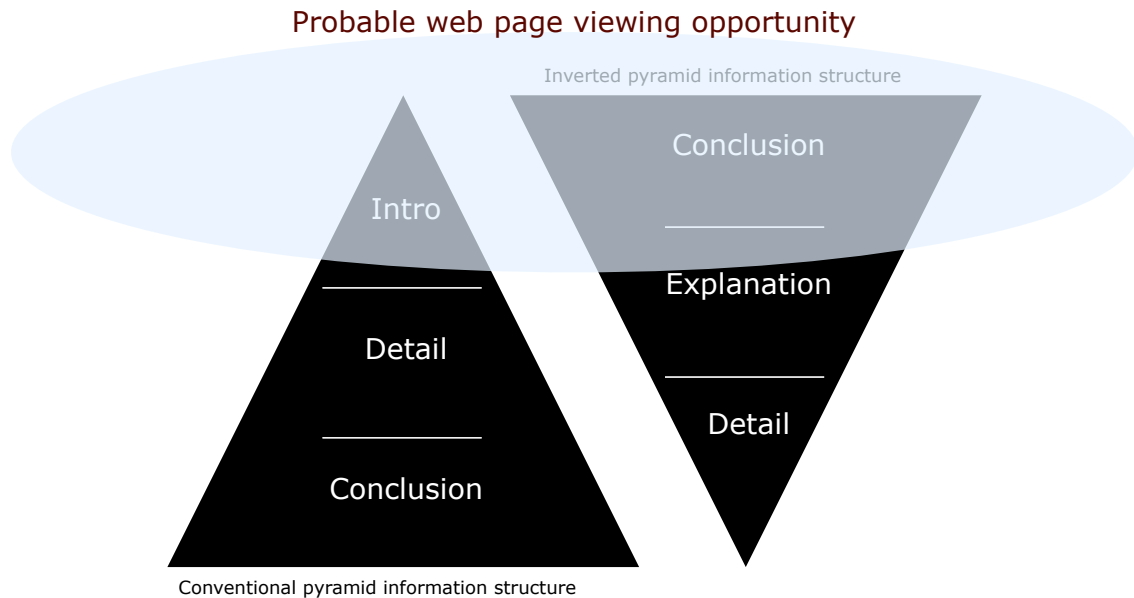 Probable web page viewing opportunity
Inverted pyramid information structure
Intro
Detail
Conclusion
Conventional pyramid information structure
Conclusion
Explanation
Detail